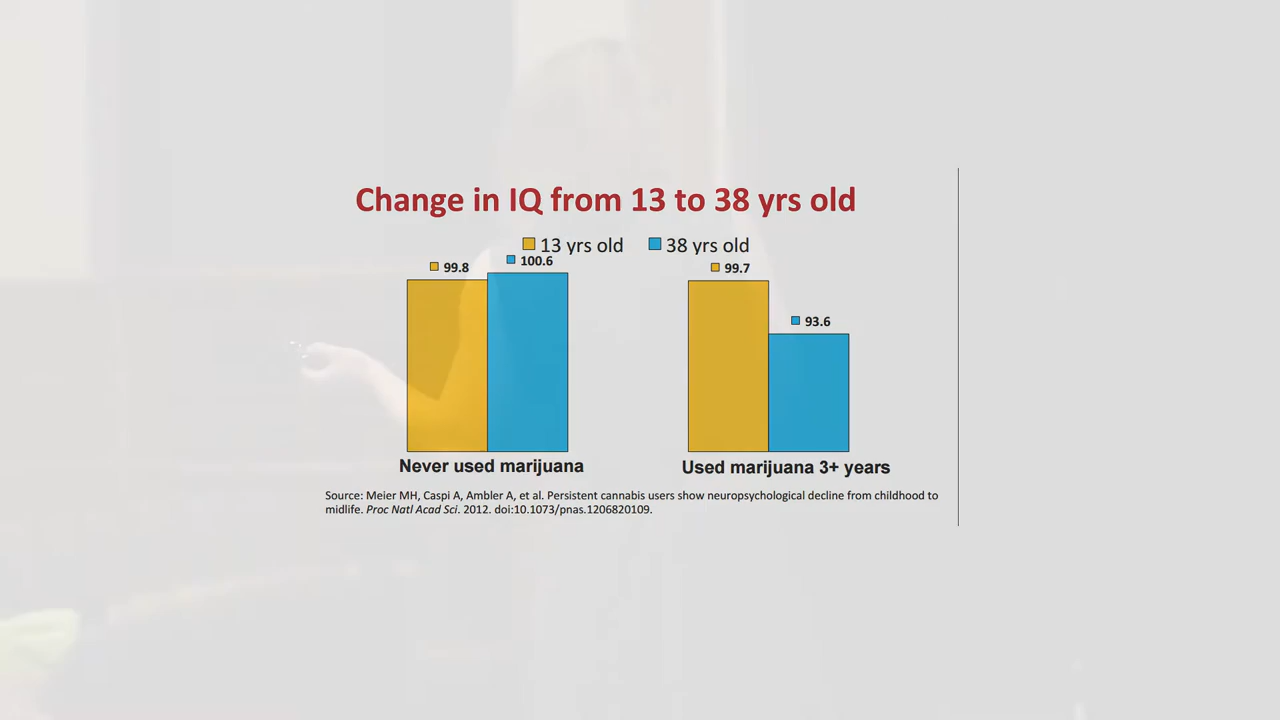 Change in IQ from 13 to 38 yrs old
13 yrs old 38 yrs old
99.8 100.6 99.7 93.6
Never used marijuana Used marijuana 3+ years
Source: Meier MH, Caspi A, Ambler A, et al. Persistent cannabis users show neuropsychological decline from childhood to
midlife. Proc Natl Acad Sci. 2012. doi:10.1073/pnas.1206820109.